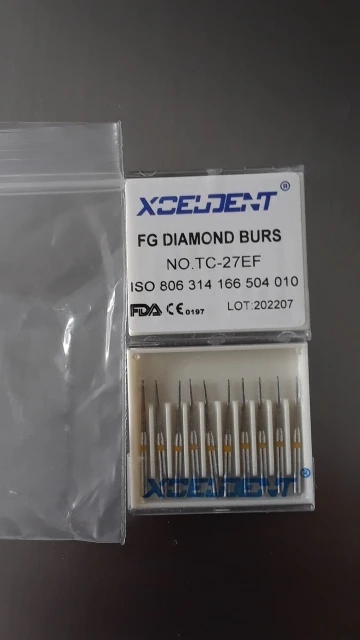 XCELDENT®
FG DIAMOND BURS
NO.TC-27EF
ISO 806 314 166 504 010
FDA CE 0197 LOT:202207
XCELDENT®